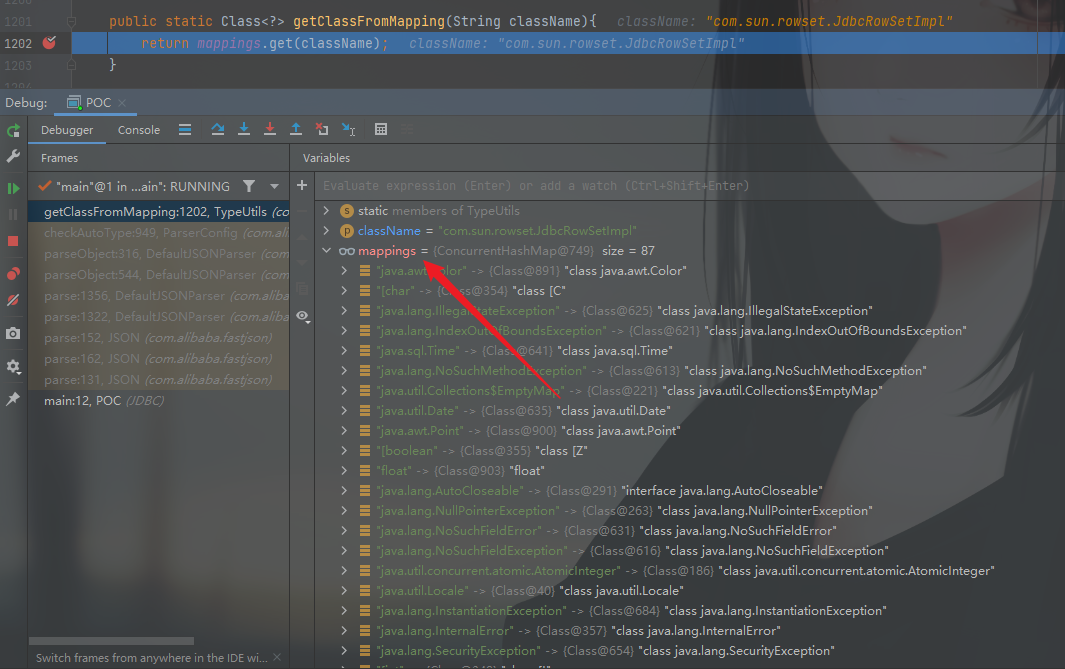 1201
public static Class<?> getClassFromMapping(String className){ className: "com.sun.rowset.JdbcRowSetImpl"
1202
return mappings.get(className); className: "com.sun.rowset.JdbcRowSetImpl"
1203
}
Debug: POC ×
Debugger Console
Frames
Variables
"main"@1 in ...ain": RUNNING
Evaluate expression (Enter) or add a watch (Ctrl+Shift+Enter)
getClassFromMapping:1202, TypeUtils (co
checkAutoType:949, ParserConfig (com.ali
parseObject:316, DefaultJSONParser (com
parseObject:544, DefaultJSONParser (com
parse:1356, DefaultJSONParser (com.aliba
parse:1322, DefaultJSONParser (com.aliba
parse:152, JSON (com.alibaba.fastjson)
parse:162, JSON (com.alibaba.fastjson)
parse:131, JSON (com.alibaba.fastjson)
main:12, POC (JDBC)
static members of TypeUtils
className = "com.sun.rowset.JdbcRowSetImpl"
mappings = {ConcurrentHashMap@749} size = 87
"java.awt.Color" -> {Class@891} "class java.awt.Color"
"[char" -> {Class@354} "class [C"
"java.lang.IllegalStateException" -> {Class@625} "class java.lang.IllegalStateException"
"java.lang.IndexOutOfBoundsException" -> {Class@621} "class java.lang.IndexOutOfBoundsException"
"java.sql.Time" -> {Class@641} "class java.sql.Time"
"java.lang.NoSuchMethodException" -> {Class@613} "class java.lang.NoSuchMethodException"
"java.util.Collections$EmptyMap" -> {Class@221} "class java.util.Collections$EmptyMap"
"java.util.Date" -> {Class@635} "class java.util.Date"
"java.awt.Point" -> {Class@900} "class java.awt.Point"
"[boolean" -> {Class@355} "class [Z"
"float" -> {Class@903} "float"
"java.lang.AutoCloseable" -> {Class@291} "interface java.lang.AutoCloseable"
"java.lang.NullPointerException" -> {Class@263} "class java.lang.NullPointerException"
"java.lang.NoSuchFieldError" -> {Class@631} "class java.lang.NoSuchFieldError"
"java.lang.NoSuchFieldException" -> {Class@616} "class java.lang.NoSuchFieldException"
"java.util.concurrent.atomic.AtomicInteger" -> {Class@186} "class java.util.concurrent.atomic.AtomicInteger"
"java.util.Locale" -> {Class@40} "class java.util.Locale"
"java.lang.InstantiationException" -> {Class@684} "class java.lang.InstantiationException"
"java.lang.InternalError" -> {Class@357} "class java.lang.InternalError"
"java.lang.SecurityException" -> {Class@654} "class java.lang.SecurityException"
Switch frames from anywhere in the IDE wi... ×